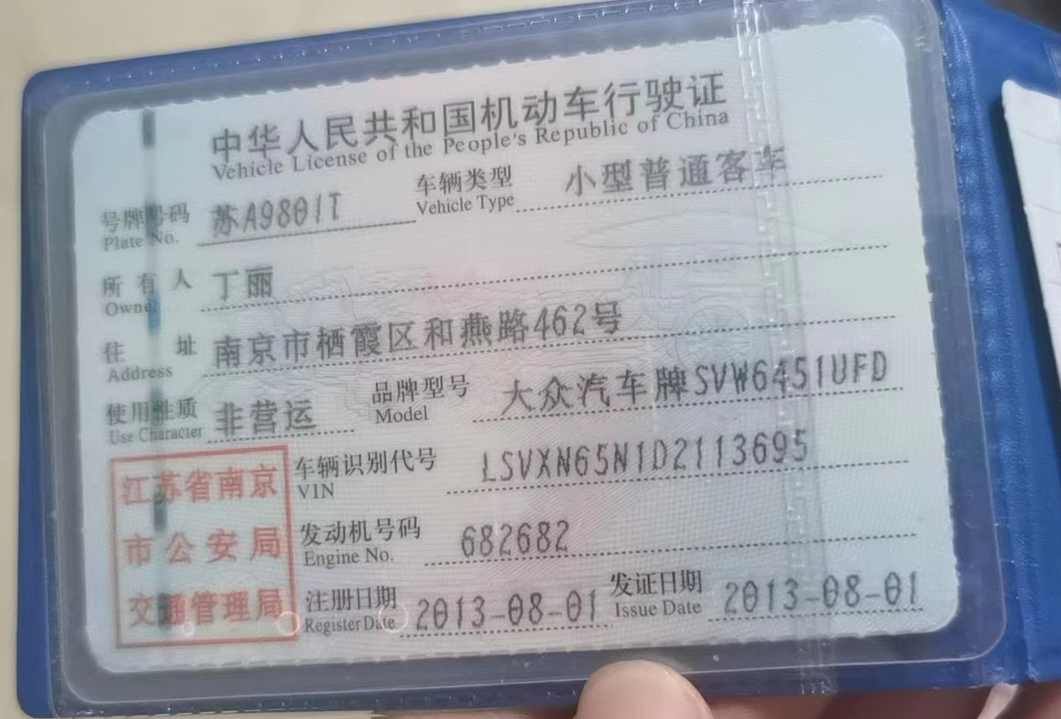 中华人民共和国机动车行驶证
Vehicle License of the People's Republic of China
号牌号码 苏A9801T 车辆类型 小型普通客车
Plate No. Vehicle Type
所有人 丁丽
Owner
住址 南京市栖霞区和燕路462号
Address
使用性质 非营运 品牌型号 大众汽车牌SVW6451UFD
Use Character Model
江苏省南京
市公安局
交通管理局
车辆识别代号 LSVXN65N1D2113695
VIN
发动机号码 682682
Engine No.
注册日期 2013-08-01 发证日期 2013-08-01
Register Date Issue Date